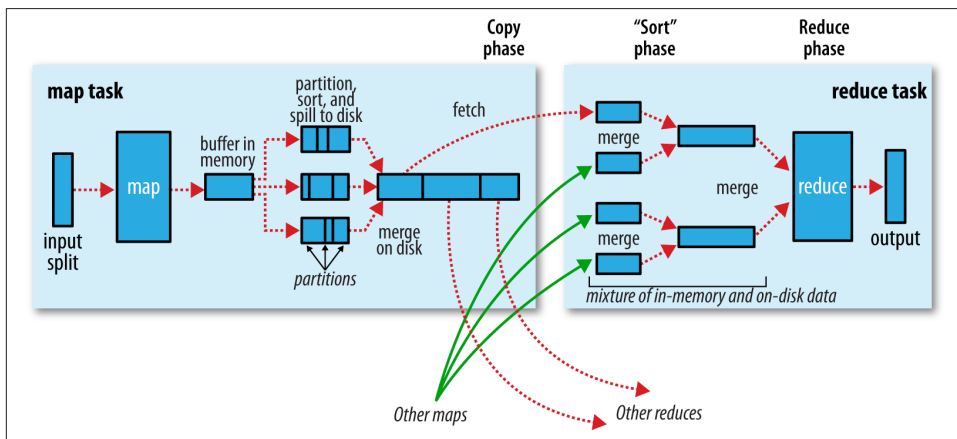 Copy
phase
“Sort”
phase
Reduce
phase
map task
partition,
sort, and
spill to disk
fetch
reduce task
buffer in
memory
merge
map
merge
reduce
input
split
merge
on disk
merge
output
partitions
mixture of in-memory and on-disk data
Other maps
Other reduces